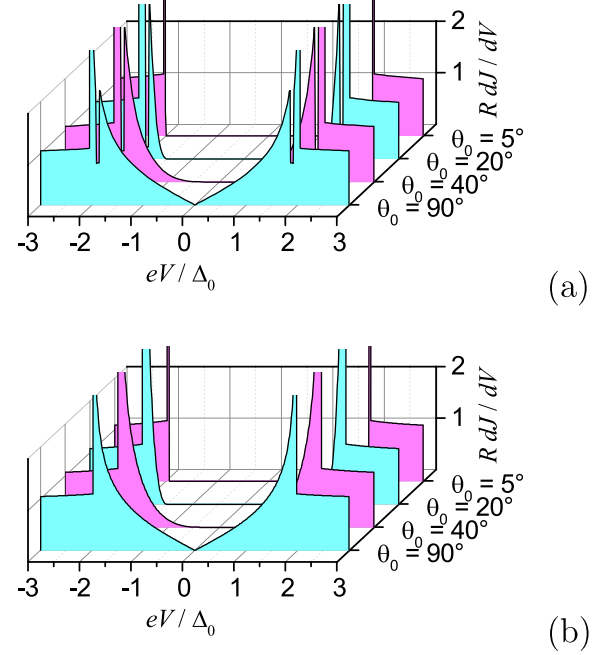 2
1
R dJ / dV
θ0 = 5°
θ0 = 20°
θ0 = 40°
θ0 = 90°
-3 -2 -1 0 1 2 3
eV / Δ0
(a)
2
1
R dJ / dV
θ0 = 5°
θ0 = 20°
θ0 = 40°
θ0 = 90°
-3 -2 -1 0 1 2 3
eV / Δ0
(b)